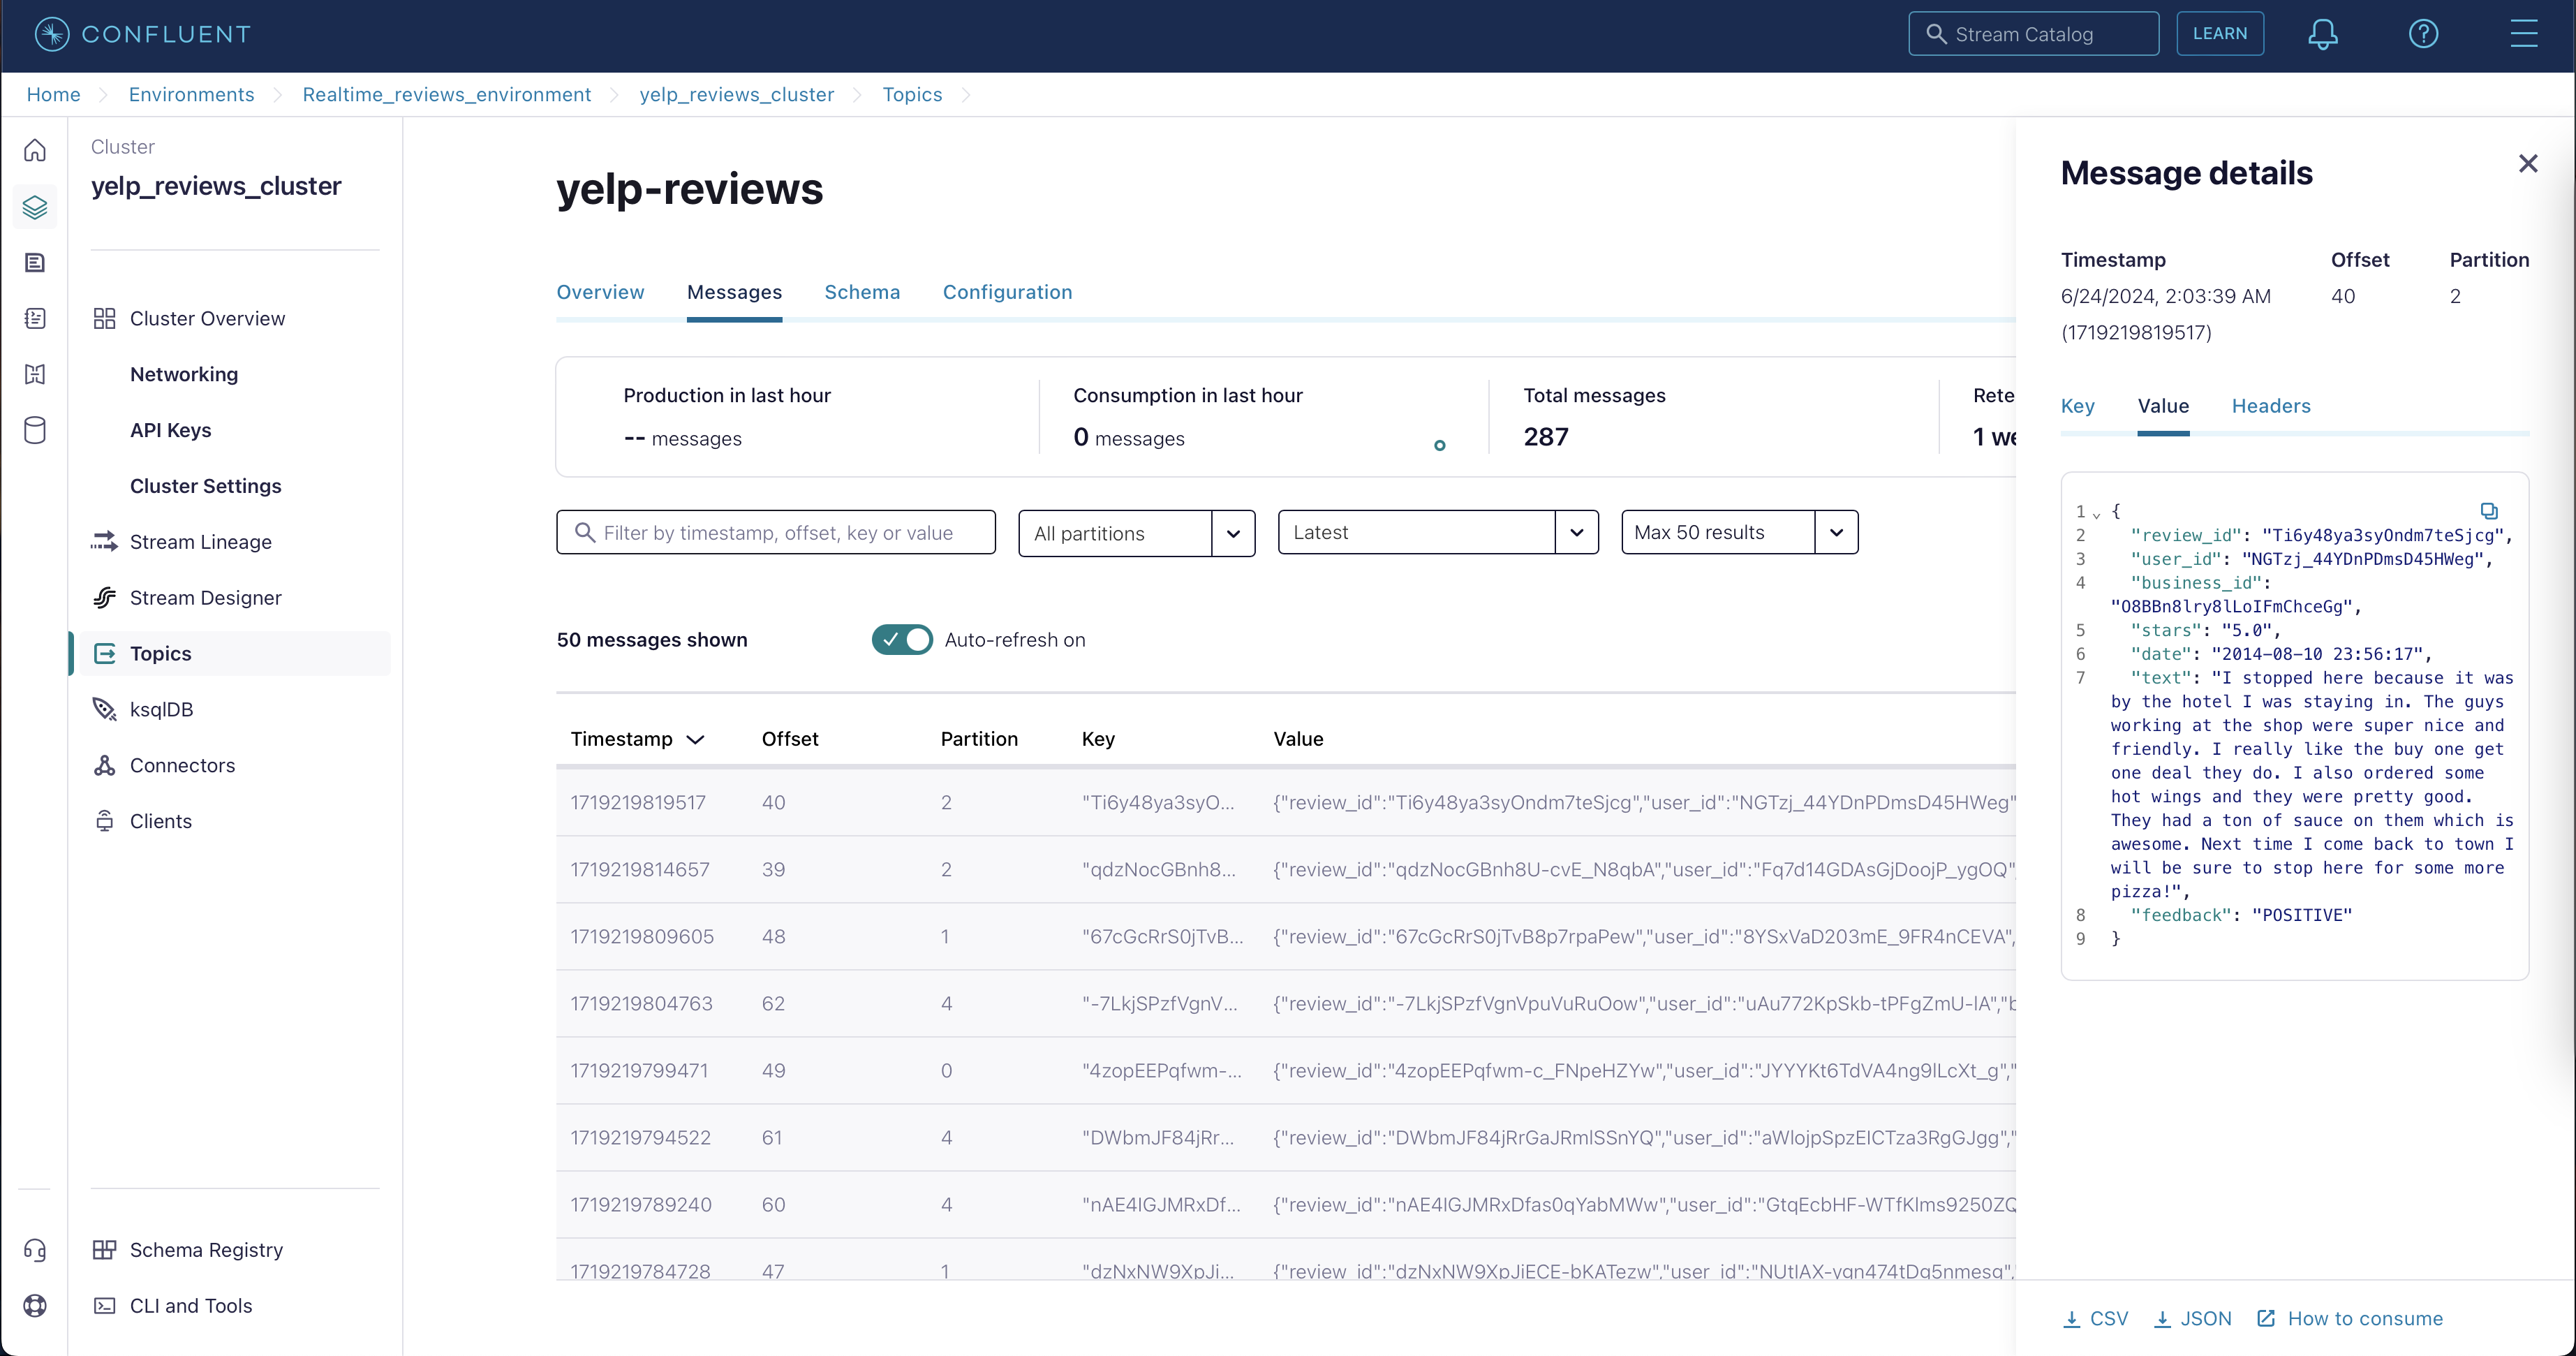 CONFLUENT
Stream Catalog
LEARN
Home
Environments
Realtime_reviews_environment
yelp_reviews_cluster
Topics
Cluster
yelp_reviews_cluster
Cluster Overview
Networking
API Keys
Cluster Settings
Stream Lineage
Stream Designer
Topics
ksqlDB
Connectors
Clients
Schema Registry
CLI and Tools
yelp-reviews
Overview Messages Schema Configuration
Production in last hour
-- messages
Consumption in last hour
0 messages
Total messages
287
Rete
1 we
Filter by timestamp, offset, key or value
All partitions
Latest
Max 50 results
50 messages shown
Auto-refresh on
Timestamp Offset Partition Key Value
1719219819517 40 2 "Ti6y48ya3syO... {"review_id":"Ti6y48ya3syOndm7teSjcg","user_id":"NGTzj_44YDnPDmsD45HWeg"
1719219814657 39 2 "qdzNocGBnh8... {"review_id":"qdzNocGBnh8U-cvE_N8qbA","user_id":"Fq7d14GDAsGjDoojP_ygOQ",
1719219809605 48 1 "67cGcRrS0jTvB... {"review_id":"67cGcRrS0jTvB8p7rpaPew","user_id":"8YSxVaD203mE_9FR4nCEVA",
1719219804763 62 4 "-7LkjSPzfVgnV... {"review_id":"-7LkjSPzfVgnVpuVuRuOow","user_id":"uAu772KpSkb-tPFgZmU-lA","b
1719219799471 49 0 "4zopEEPqfwm-... {"review_id":"4zopEEPqfwm-c_FNpeHZYw","user_id":"JYYYKt6TdVA4ng9lLcXt_g","
1719219794522 61 4 "DWbmJF84jRr... {"review_id":"DWbmJF84jRrGaJRmlSSnYQ","user_id":"aWlojpSpzEICTza3RgGJgg","
1719219789240 60 4 "nAE4IGJMRxDf... {"review_id":"nAE4IGJMRxDfas0qYabMWw","user_id":"GtqEcbHF-WTfKlms9250ZQ
1719219784728 47 1 "dzNxNW9XpJi... {"review_id":"dzNxNW9XpJiECE-bKATezw","user_id":"NUtIAX-ygn474tDq5nmesg","
Message details
Timestamp Offset Partition
6/24/2024, 2:03:39 AM 40 2
(1719219819517)
Key Value Headers
1 {
2 "review_id": "Ti6y48ya3syOndm7teSjcg",
3 "user_id": "NGTzj_44YDnPDmsD45HWeg",
4 "business_id":
"O8BBn8lry8lLoIFmChceGg",
5 "stars": "5.0",
6 "date": "2014-08-10 23:56:17",
7 "text": "I stopped here because it was
by the hotel I was staying in. The guys
working at the shop were super nice and
friendly. I really like the buy one get
one deal they do. I also ordered some
hot wings and they were pretty good.
They had a ton of sauce on them which is
awesome. Next time I come back to town I
will be sure to stop here for some more
pizza!",
8 "feedback": "POSITIVE"
9 }
CSV
JSON
How to consume